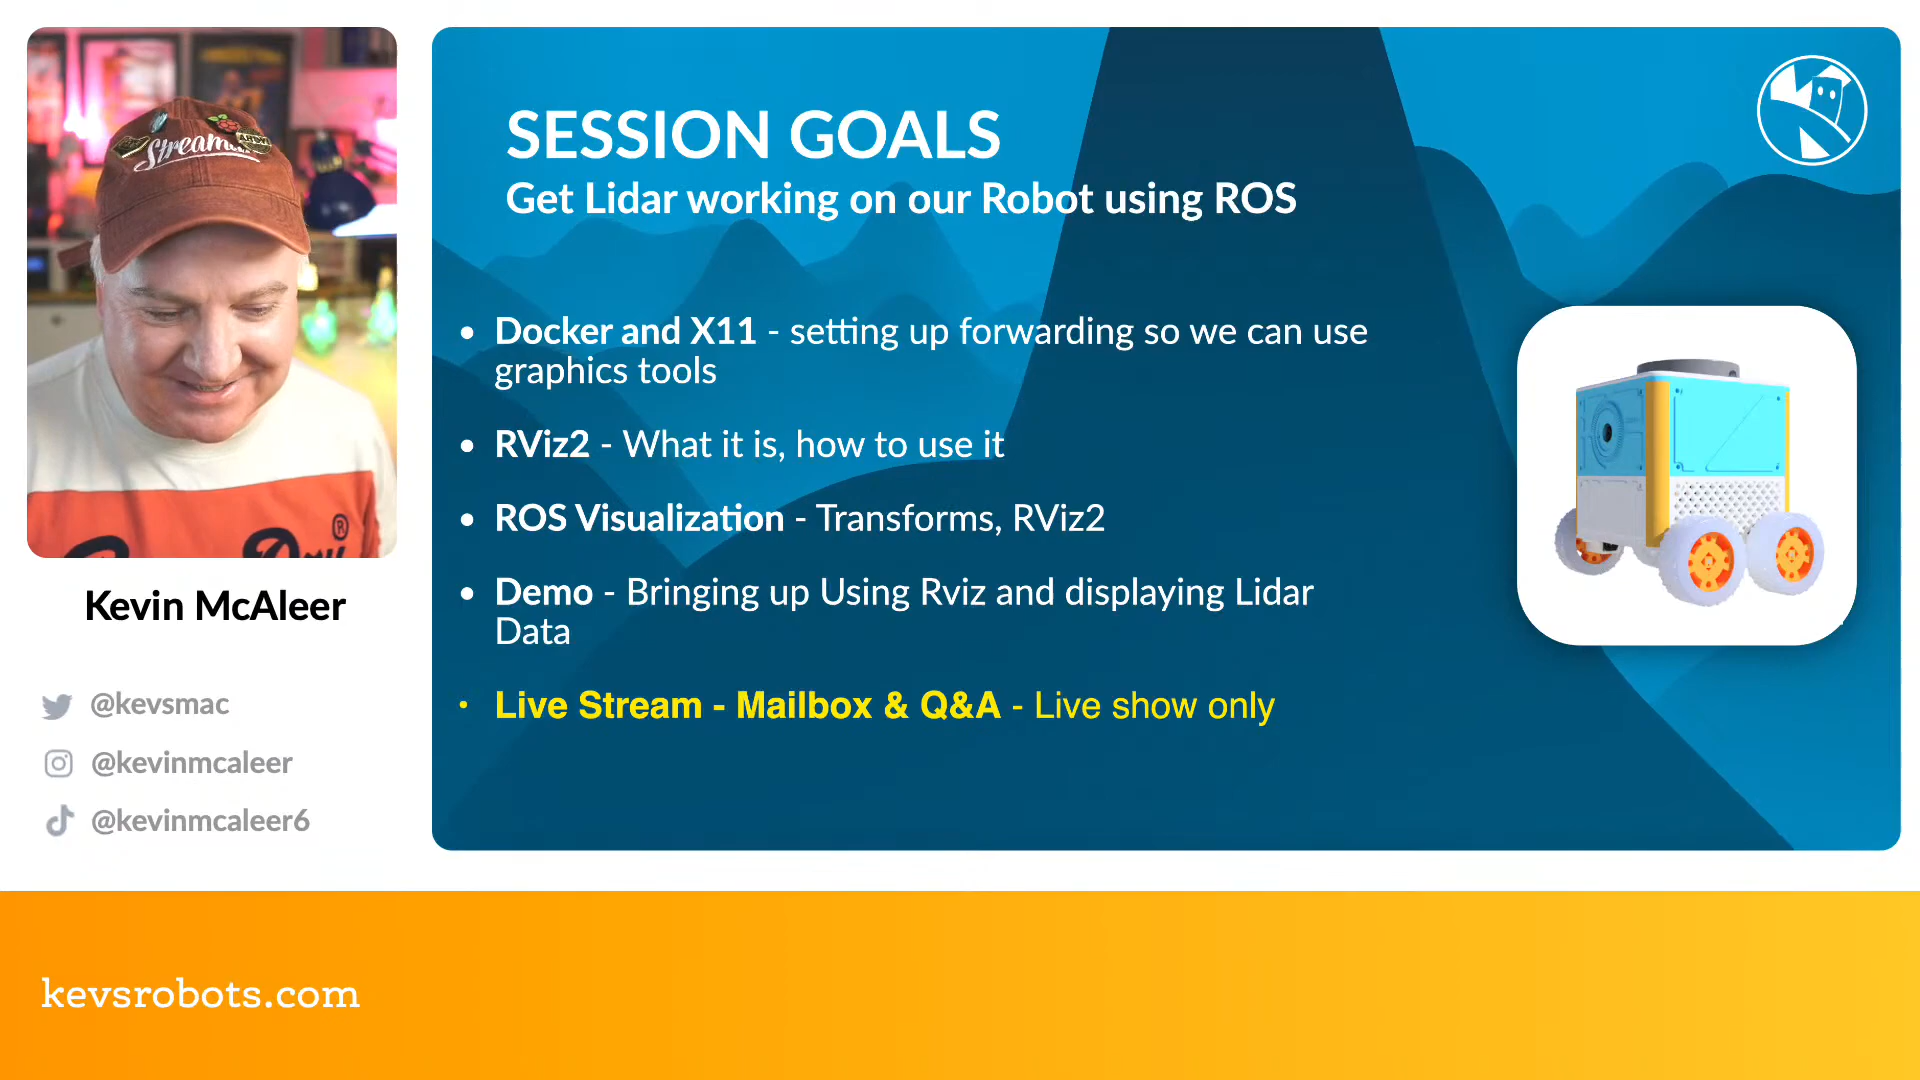 Streamin
SESSION GOALS
Get Lidar working on our Robot using ROS
• Docker and X11 - setting up forwarding so we can use
graphics tools
• RViz2 - What it is, how to use it
• ROS Visualization - Transforms, RViz2
• Demo - Bringing up Using Rviz and displaying Lidar
Data
• Live Stream - Mailbox & Q&A - Live show only
Kevin McAleer
@kevsmac
@kevinmcaleer
@kevinmcaleer6
kevsrobots.com